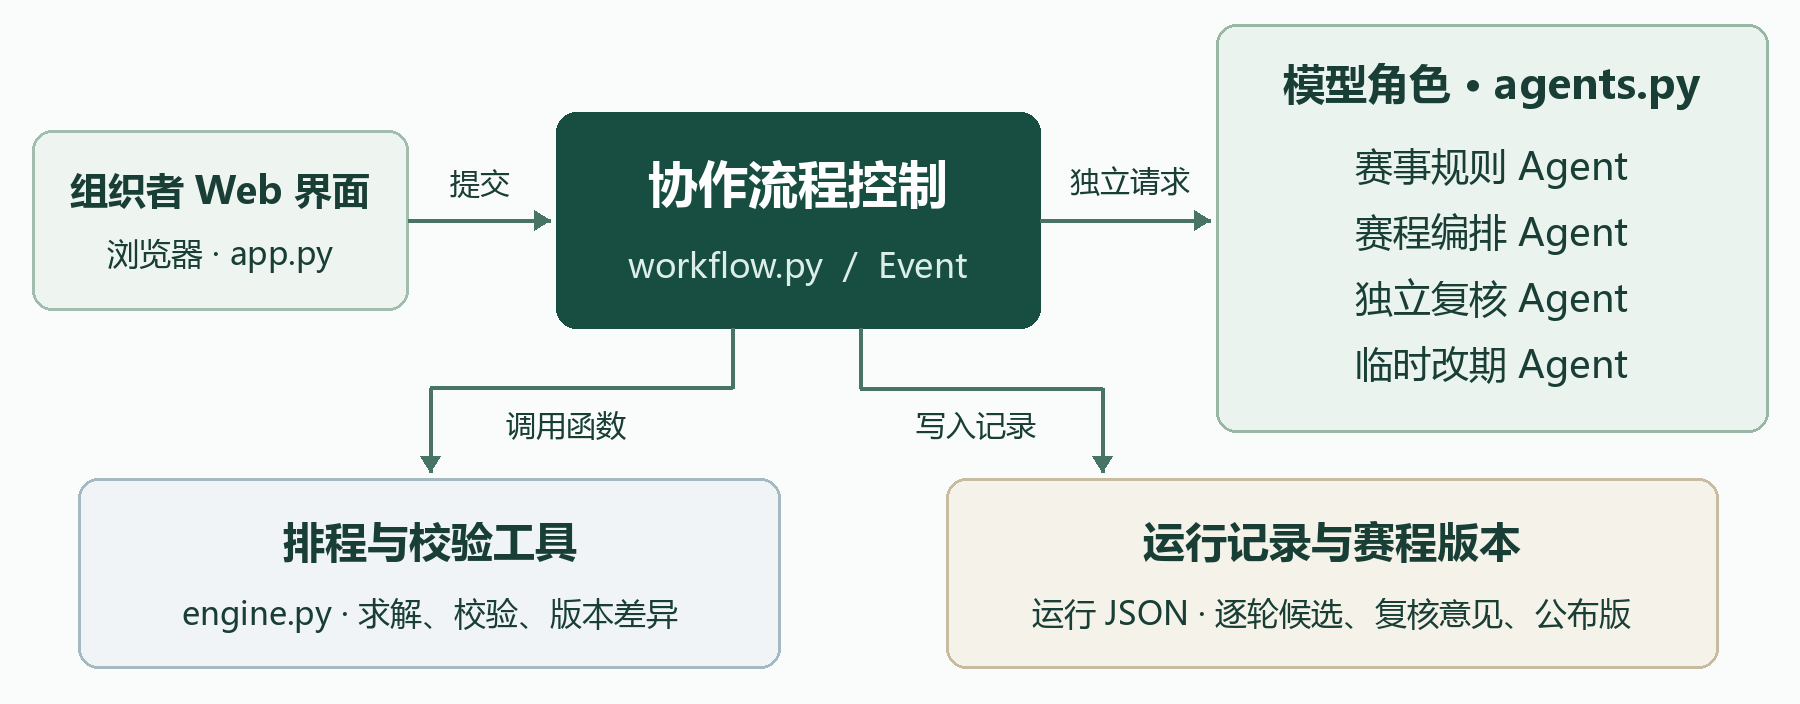 组织者 Web 界面
浏览器 · app.py
提交
协作流程控制
workflow.py / Event
独立请求
模型角色 • agents.py
赛事规则 Agent
赛程编排 Agent
独立复核 Agent
临时改期 Agent
调用函数
写入记录
排程与校验工具
engine.py · 求解、校验、版本差异
运行记录与赛程版本
运行 JSON · 逐轮候选、复核意见、公布版